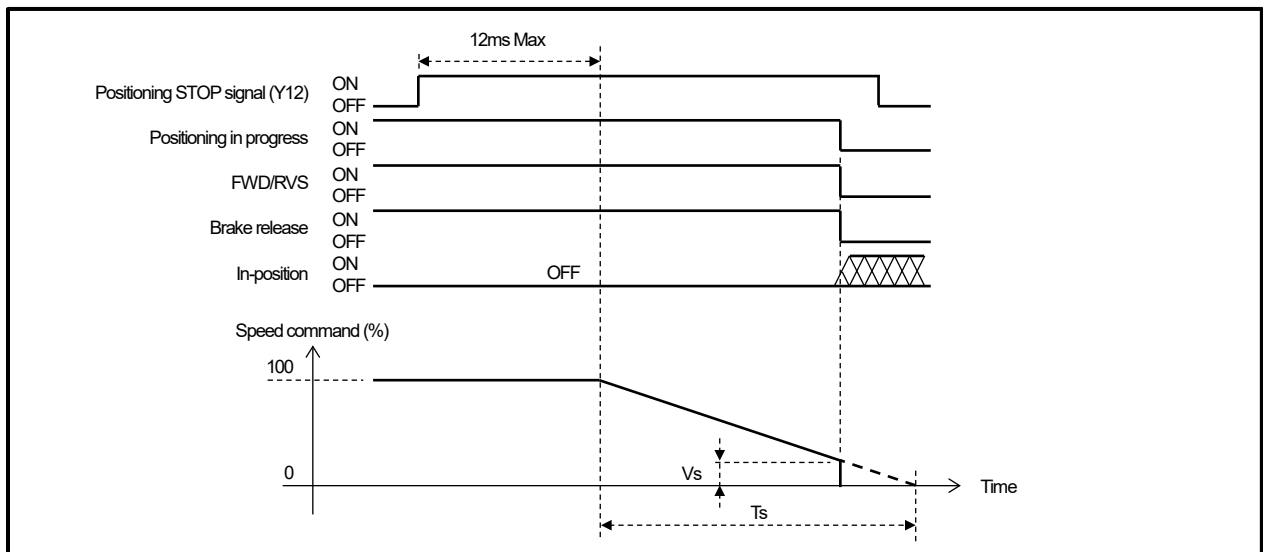 12ms Max
Positioning STOP signal (Y12) ON
OFF
Positioning in progress ON
OFF
FWD/RVS ON
OFF
Brake release ON
OFF
In-position ON
OFF OFF
Speed command (%)
100
0
Vs
Time
Ts